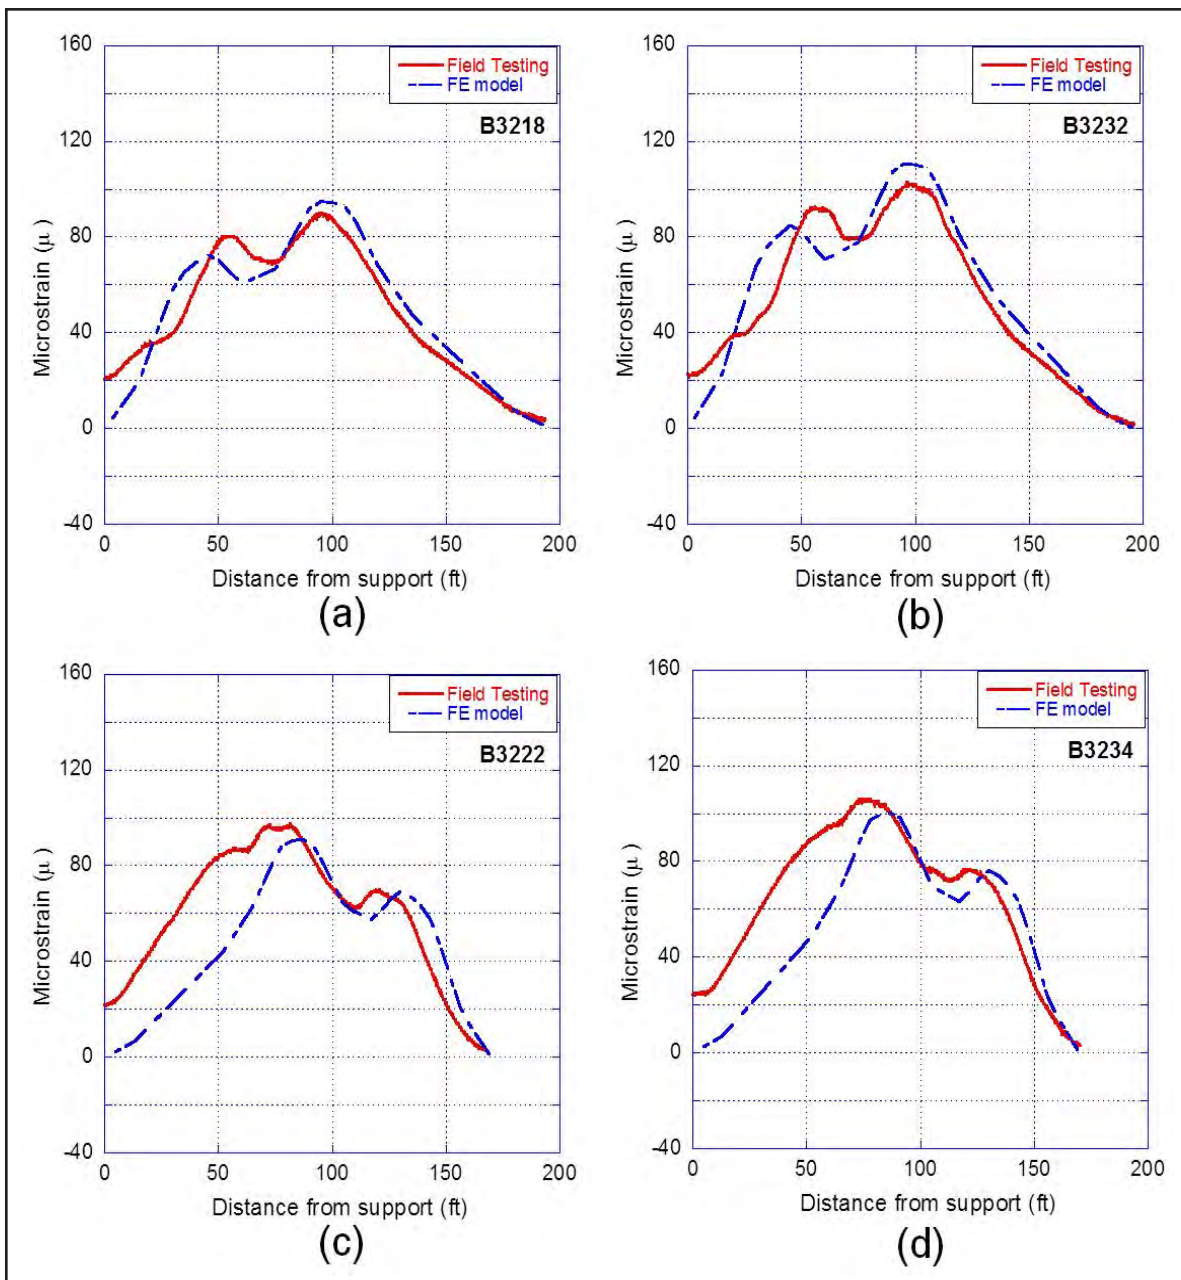 160
120
80
40
0
-40
Microstrain (μ )
Field Testing
FE model
B3218
0 50 100 150 200
Distance from support (ft)
(a)
160
120
80
40
0
-40
Microstrain (μ )
Field Testing
FE model
B3232
0 50 100 150 200
Distance from support (ft)
(b)
160
120
80
40
0
-40
Microstrain (μ )
Field Testing
FE model
B3222
0 50 100 150 200
Distance from support (ft)
(c)
160
120
80
40
0
-40
Microstrain (μ )
Field Testing
FE model
B3234
0 50 100 150 200
Distance from support (ft)
(d)